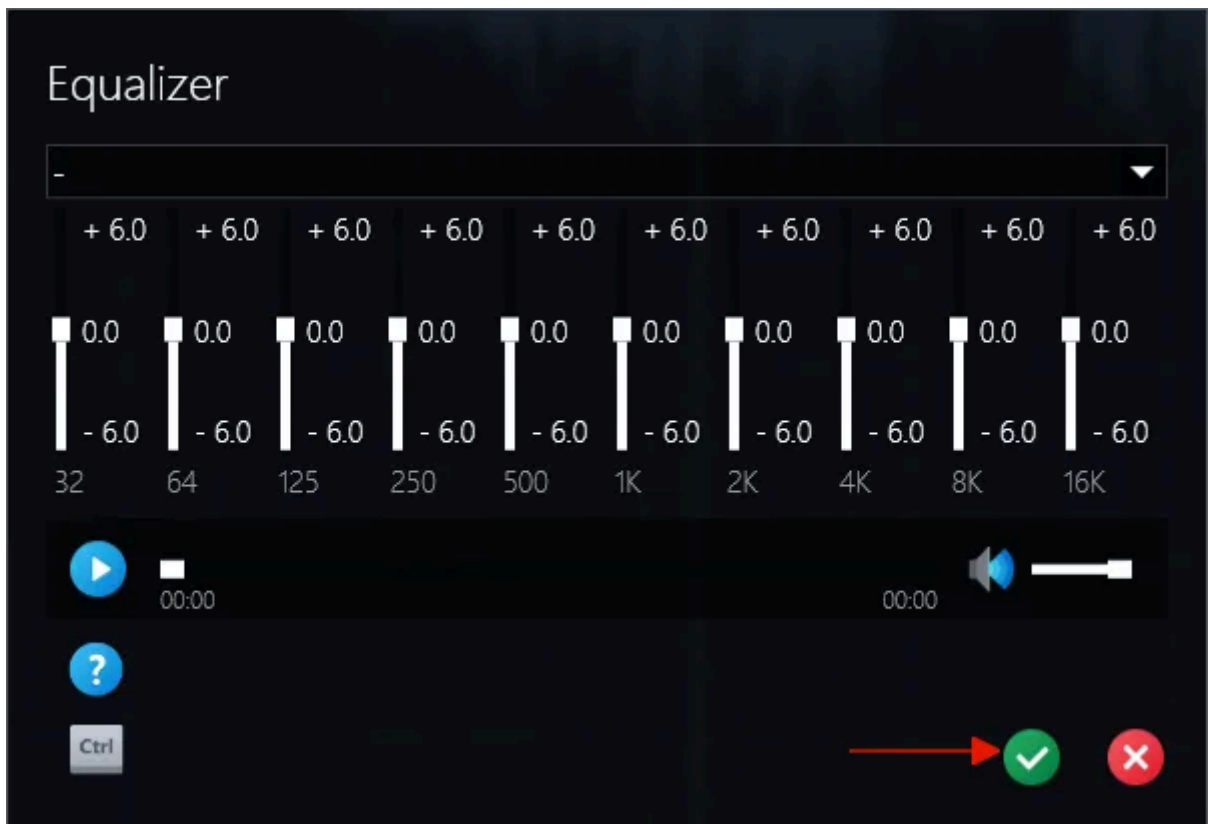 Equalizer
-
+ 6.0 + 6.0 + 6.0 + 6.0 + 6.0 + 6.0 + 6.0 + 6.0 + 6.0 + 6.0
0.0 0.0 0.0 0.0 0.0 0.0 0.0 0.0 0.0 0.0
- 6.0 - 6.0 - 6.0 - 6.0 - 6.0 - 6.0 - 6.0 - 6.0 - 6.0 - 6.0
32 64 125 250 500 1K 2K 4K 8K 16K
00:00 00:00
?
Ctrl